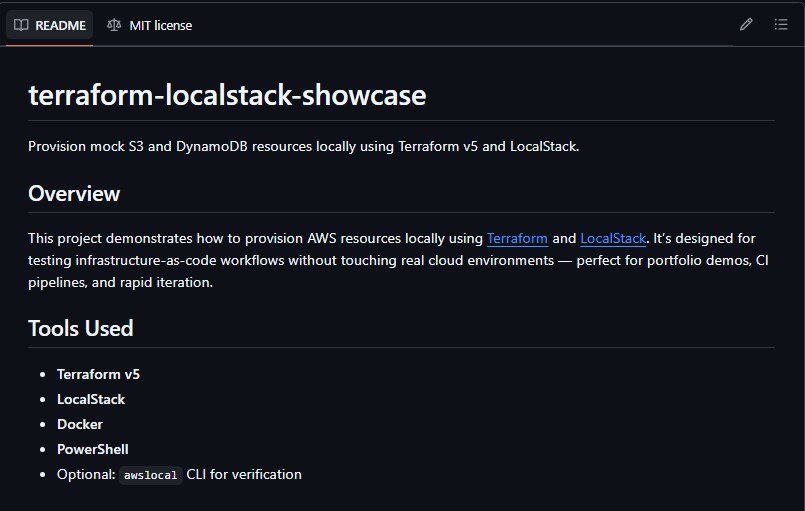 README
MIT license
terraform-localstack-showcase
Provision mock S3 and DynamoDB resources locally using Terraform v5 and LocalStack.
Overview
This project demonstrates how to provision AWS resources locally using Terraform and LocalStack. It’s designed for
testing infrastructure-as-code workflows without touching real cloud environments — perfect for portfolio demos, CI
pipelines, and rapid iteration.
Tools Used
• Terraform v5
• LocalStack
• Docker
• PowerShell
• Optional: awslocal CLI for verification